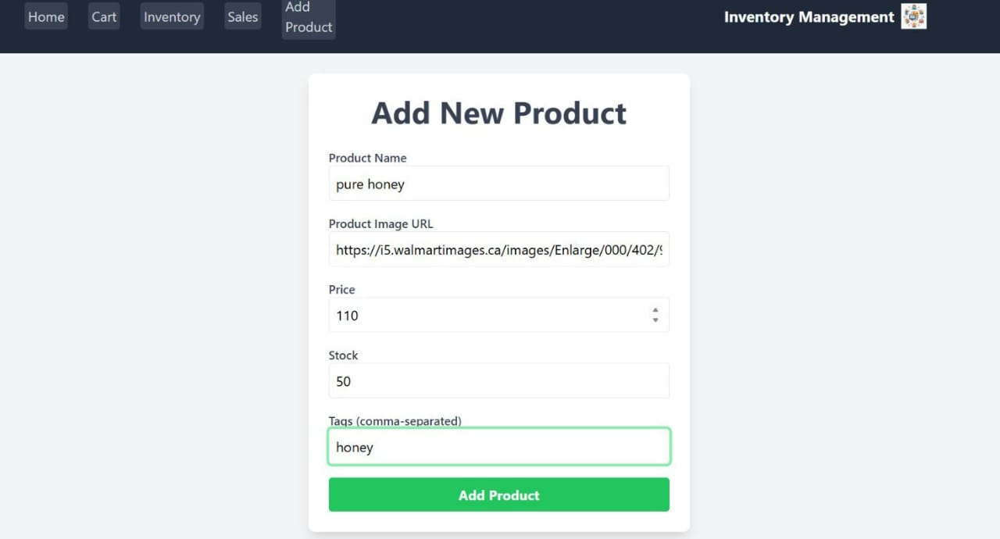 Home Cart Inventory Sales Add Product
Inventory Management
Add New Product
Product Name
pure honey
Product Image URL
https://i5.walmartimages.ca/images/Enlarge/000/402/9
Price
110
Stock
50
Tags (comma-separated)
honey
Add Product